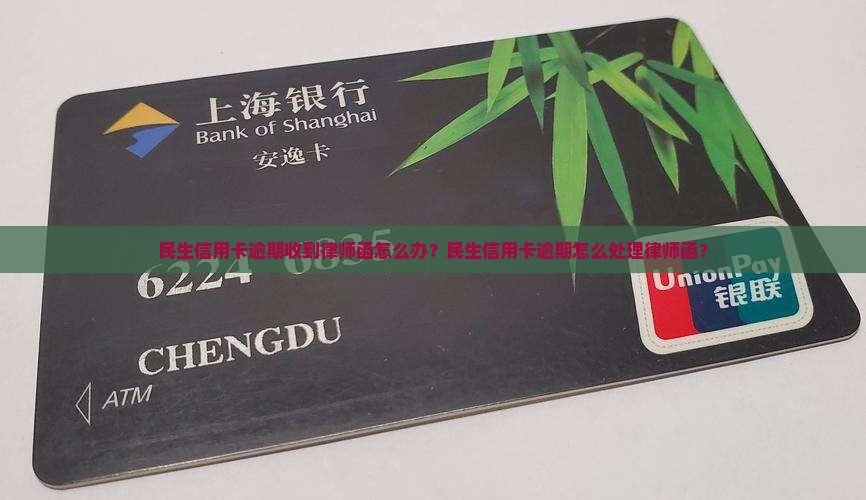 上海银行
Bank of Shanghai
安逸卡
民生信用卡逾期收到律师函怎么办？民生信用卡逾期怎么处理律师函？
6224 6835
UnionPay
银联
CHENGDU
ATM